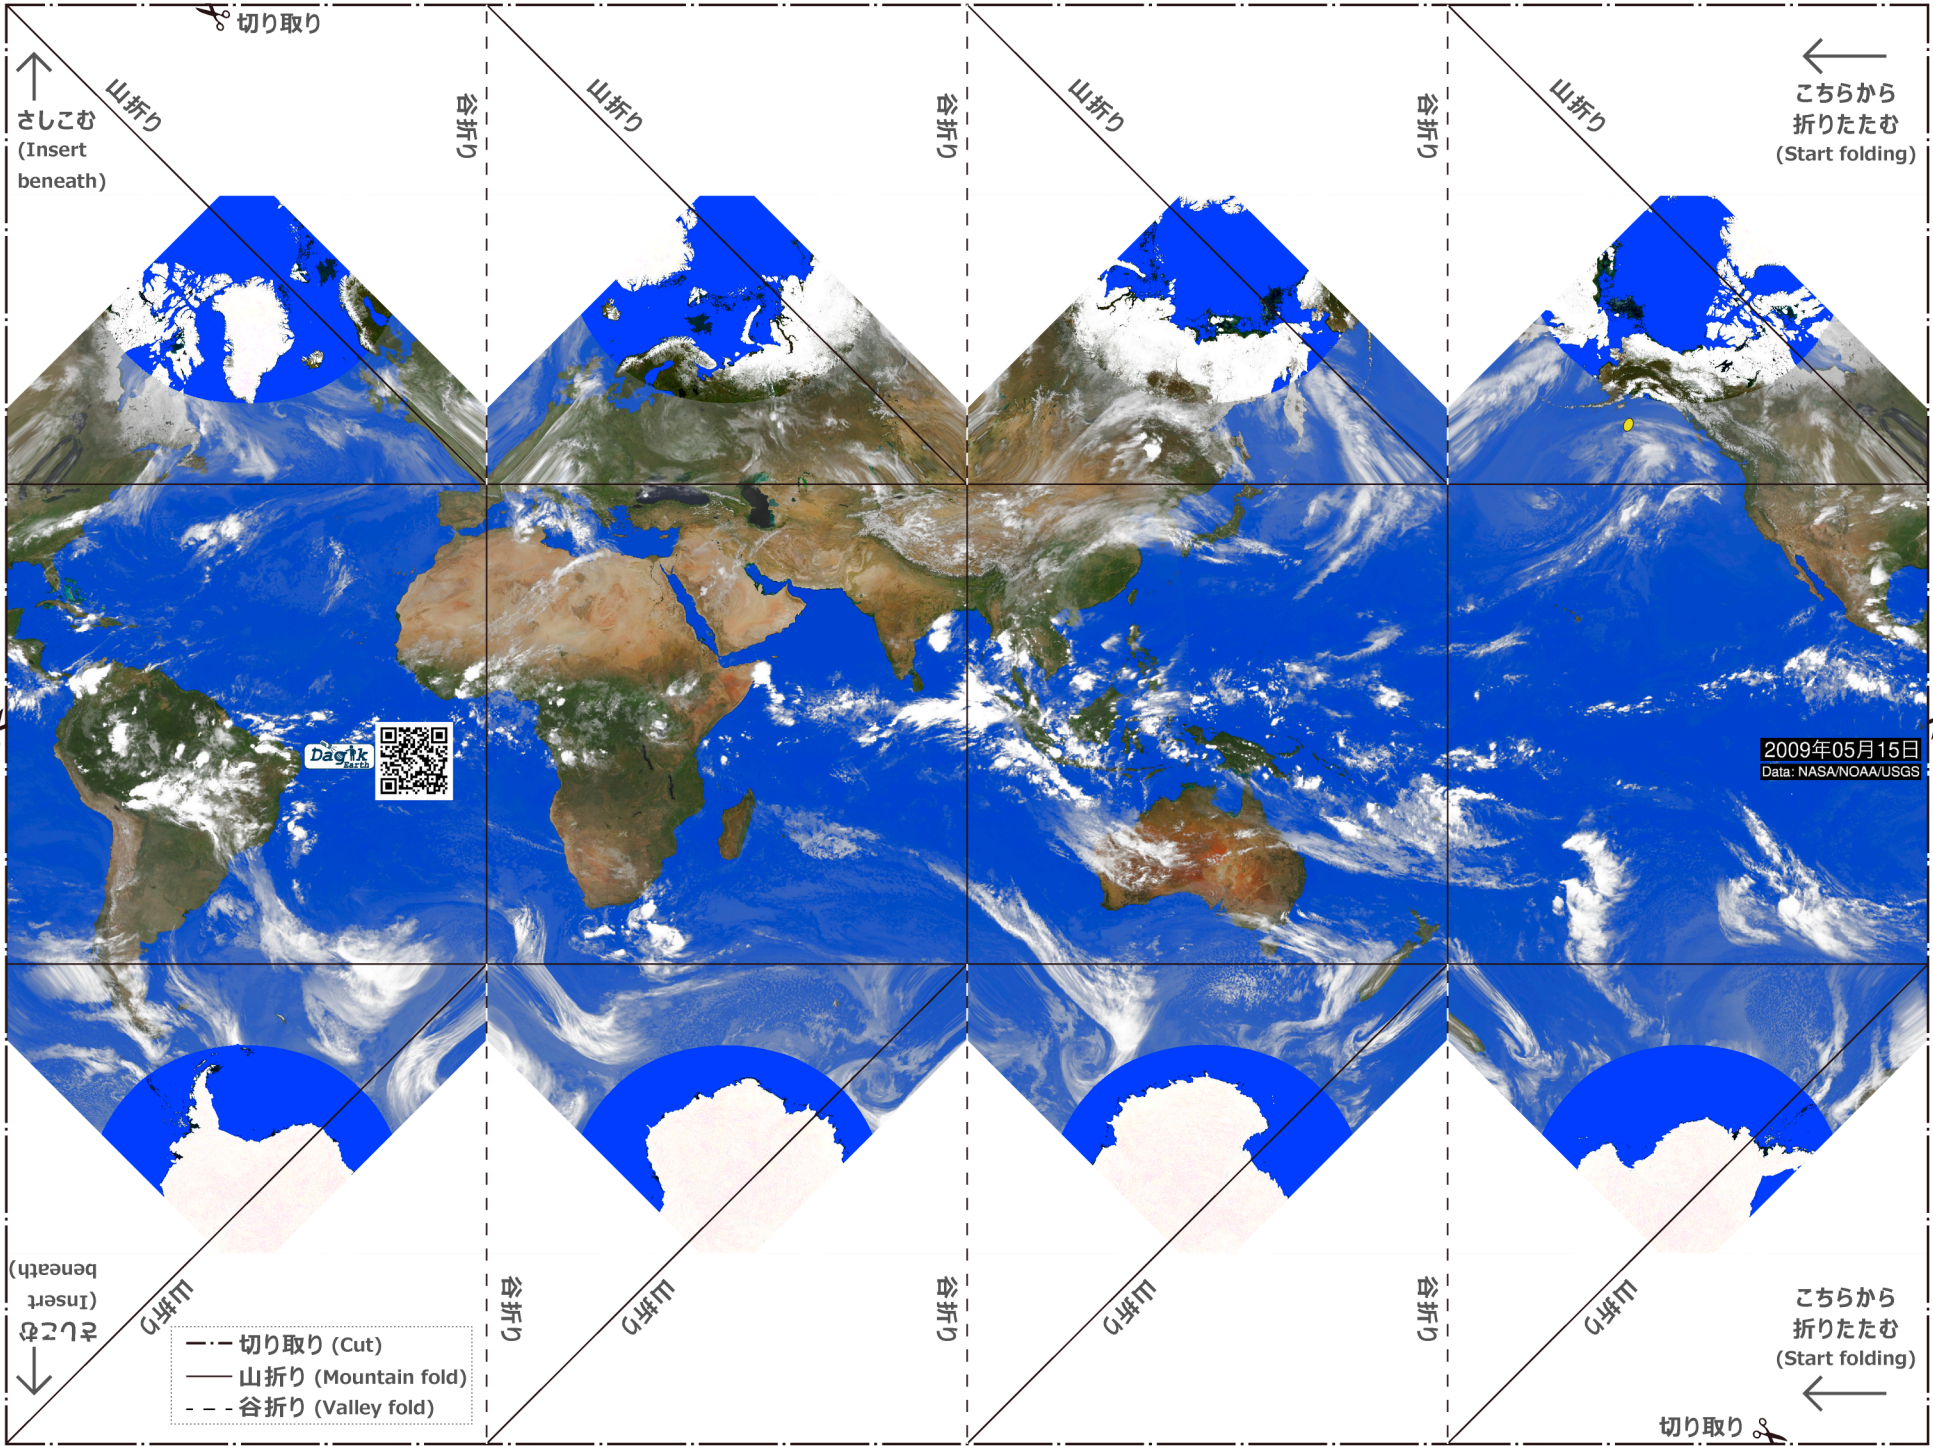 切り取り
山折り
谷折り
山折り
谷折り
山折り
谷折り
山折り
さしこむ
(Insert
beneath)
こちらから
折りたたむ
(Start folding)
Dagik
Earth
2009年05月15日
Data: NASA/NOAA/USGS
さしこむ
(Insert
beneath)
山折り
谷折り
山折り
谷折り
山折り
谷折り
山折り
こちらから
折りたたむ
(Start folding)
切り取り (Cut)
山折り (Mountain fold)
谷折り (Valley fold)
切り取り